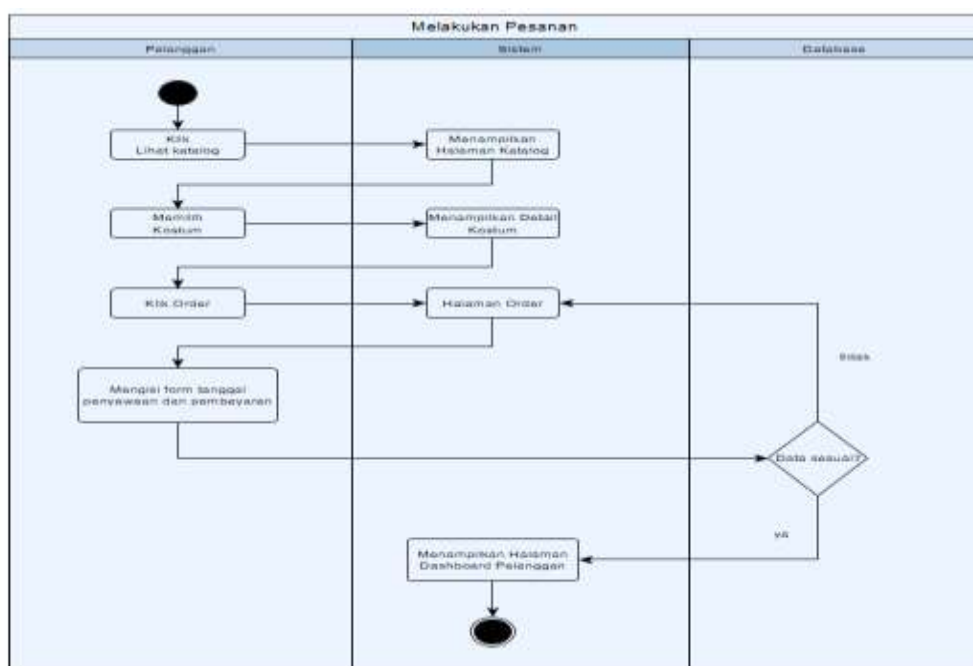 Melakukan Pesanan
Pelanggan
Sistem
Database
Klik
Lihat katalog
Menampilkan
Halaman Katalog
Memilih
Kostum
Menampilkan Detail
Kostum
Klik Order
Halaman Order
tidak
Mengisi form tanggal
penyewaan dan pembayaran
Data sesuai?
ya
Menampilkan Halaman
Dashboard Pelanggan